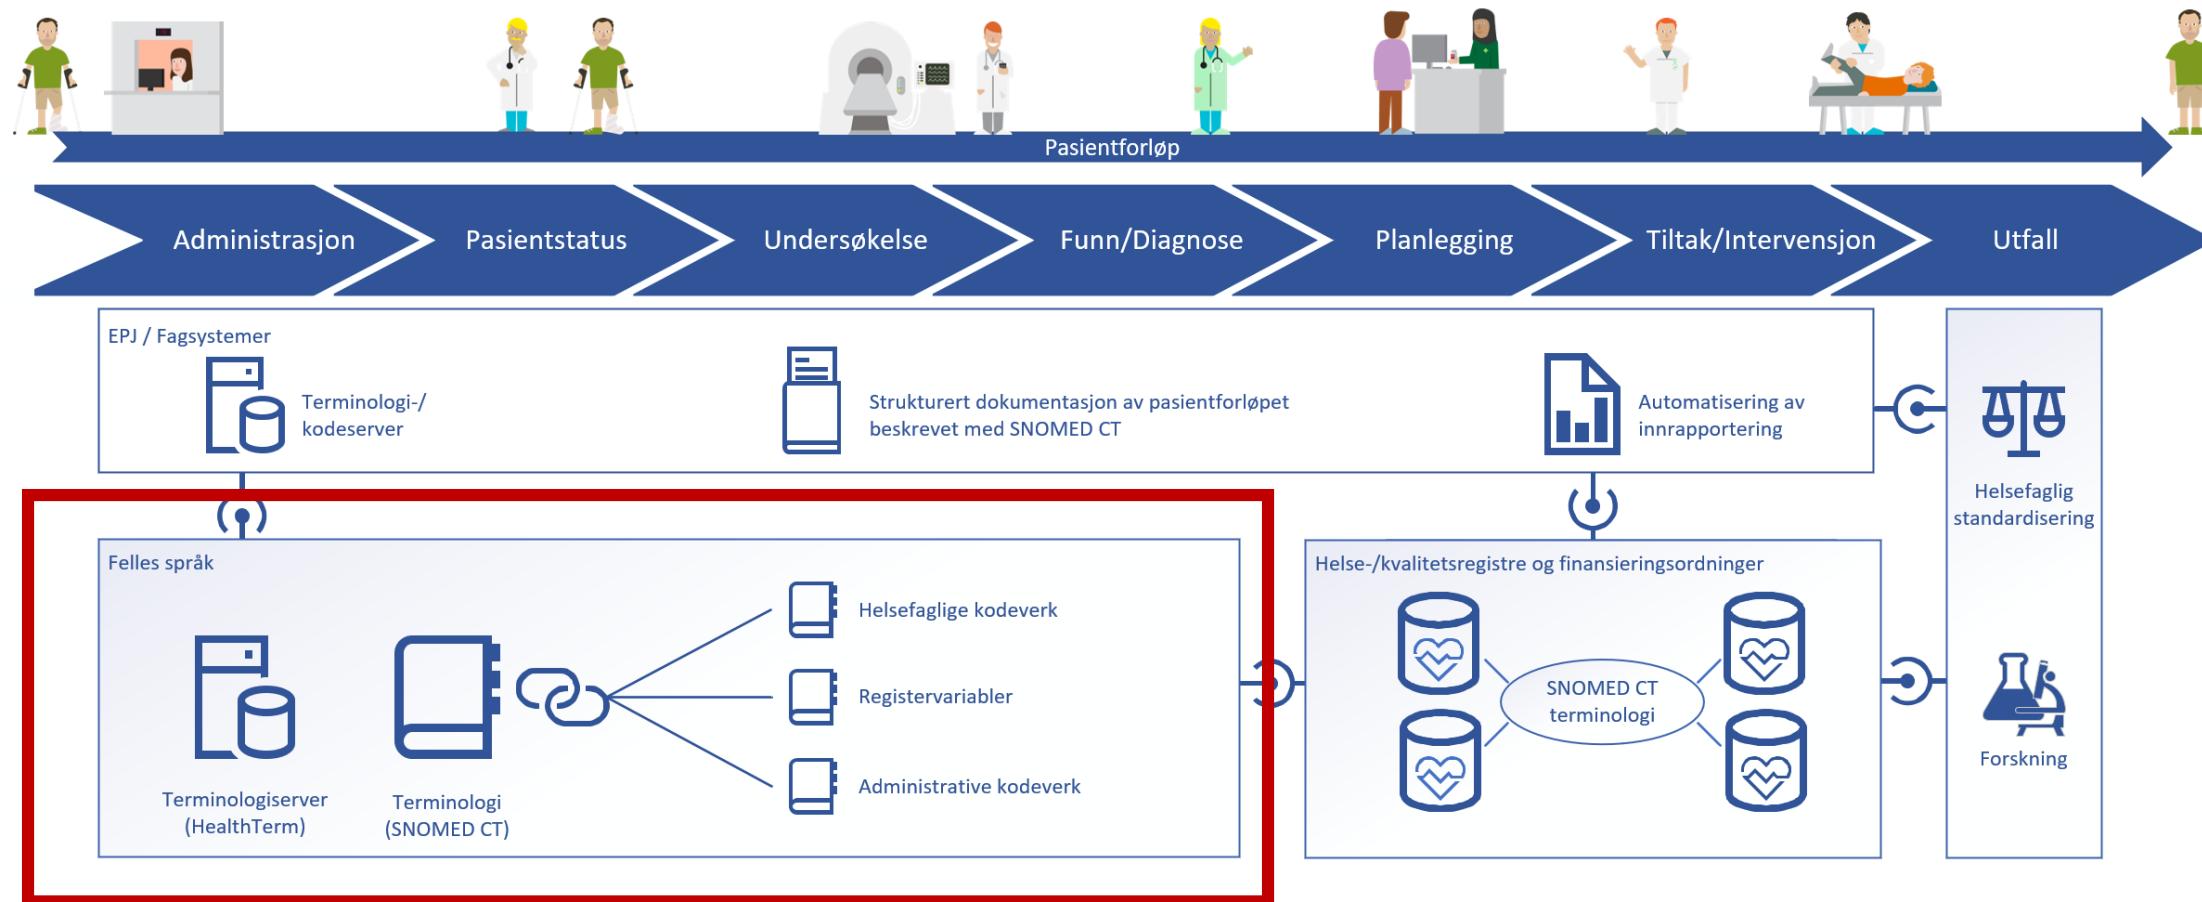 Pasientforløp
Administrasjon
Pasientstatus
Undersøkelse
Funn/Diagnose
Planlegging
Tiltak/Intervensjon
Utfall
EPJ / Fagsystemer
Terminologi-/
kodeserver
Strukturert dokumentasjon av pasientforløpet
beskrevet med SNOMED CT
Automatisering av
innrapportering
Helsefaglig
standardisering
Felles språk
Terminologiserver
(HealthTerm)
Terminologi
(SNOMED CT)
Helsefaglige kodeverk
Registervariabler
Administrative kodeverk
Helse-/kvalitetsregistre og finansieringsordninger
SNOMED CT
terminologi
Forskning